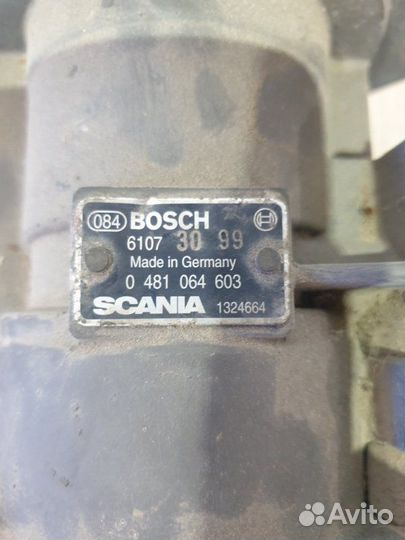 084 BOSCH
6107 30 99
Made in Germany
0 481 064 603
SCANIA 1324664
Avito